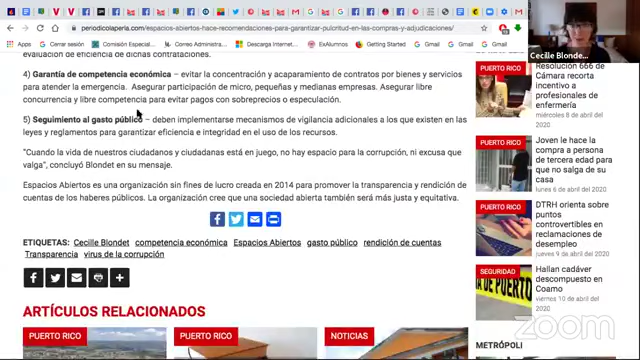 periodicolaperla.com/espacios-abiertos-hace-recomendaciones-para-garantizar-pulcritud-en-las-compras-y-adjudicaciones/
Apps
Cerrar sesión
Comisión Especial...
Correo Administra...
Descarga Internet...
ExAlumnos
Getting Started
Gmail
Google
Gmail
Google
evaluación de eficiencia de dichas contrataciones.
4) Garantía de competencia económica – evitar la concentración y acaparamiento de contratos por bienes y servicios
para atender la emergencia. Asegurar participación de micro, pequeñas y medianas empresas. Asegurar libre
concurrencia y libre competencia para evitar pagos con sobreprecios o especulación.
5) Seguimiento al gasto público – deben implementarse mecanismos de vigilancia adicionales a los que existen en
las leyes y reglamentos para garantizar eficiencia e integridad en el uso de los recursos.
"Cuando la vida de nuestros ciudadanos y ciudadanas está en juego, no hay espacio para la corrupción, ni excusa que
valga", concluyó Blondet en su mensaje.
Espacios Abiertos es una organización sin fines de lucro creada en 2014 para promover la transparencia y rendición de
cuentas de los haberes públicos. La organización cree que una sociedad abierta también será más justa y equitativa.
ETIQUETAS: Cecille Blondet competencia económica Espacios Abiertos gasto público rendición de cuentas
Transparencia virus de la corrupción
ARTÍCULOS RELACIONADOS
PUERTO RICO
PUERTO RICO
NOTICIAS
Cecille Blonde...
PUERTO RICO
Resolución 666 de
Cámara recorta
incentivo a
profesionales de
enfermería
miércoles 8 de abril de
2020
PUERTO RICO
Joven le hace la
compra a persona
de tercera edad para
que no salga de su
casa
lunes 6 de abril de 2020
PUERTO RICO
DTRH orienta sobre
puntos
controvertibles en
reclamaciones de
desempleo
jueves 9 de abril de 2020
SEGURIDAD
Hallan cadáver
descompuesto en
Coamo
viernes 10 de abril de
2020
METRÓPOLI
zoom